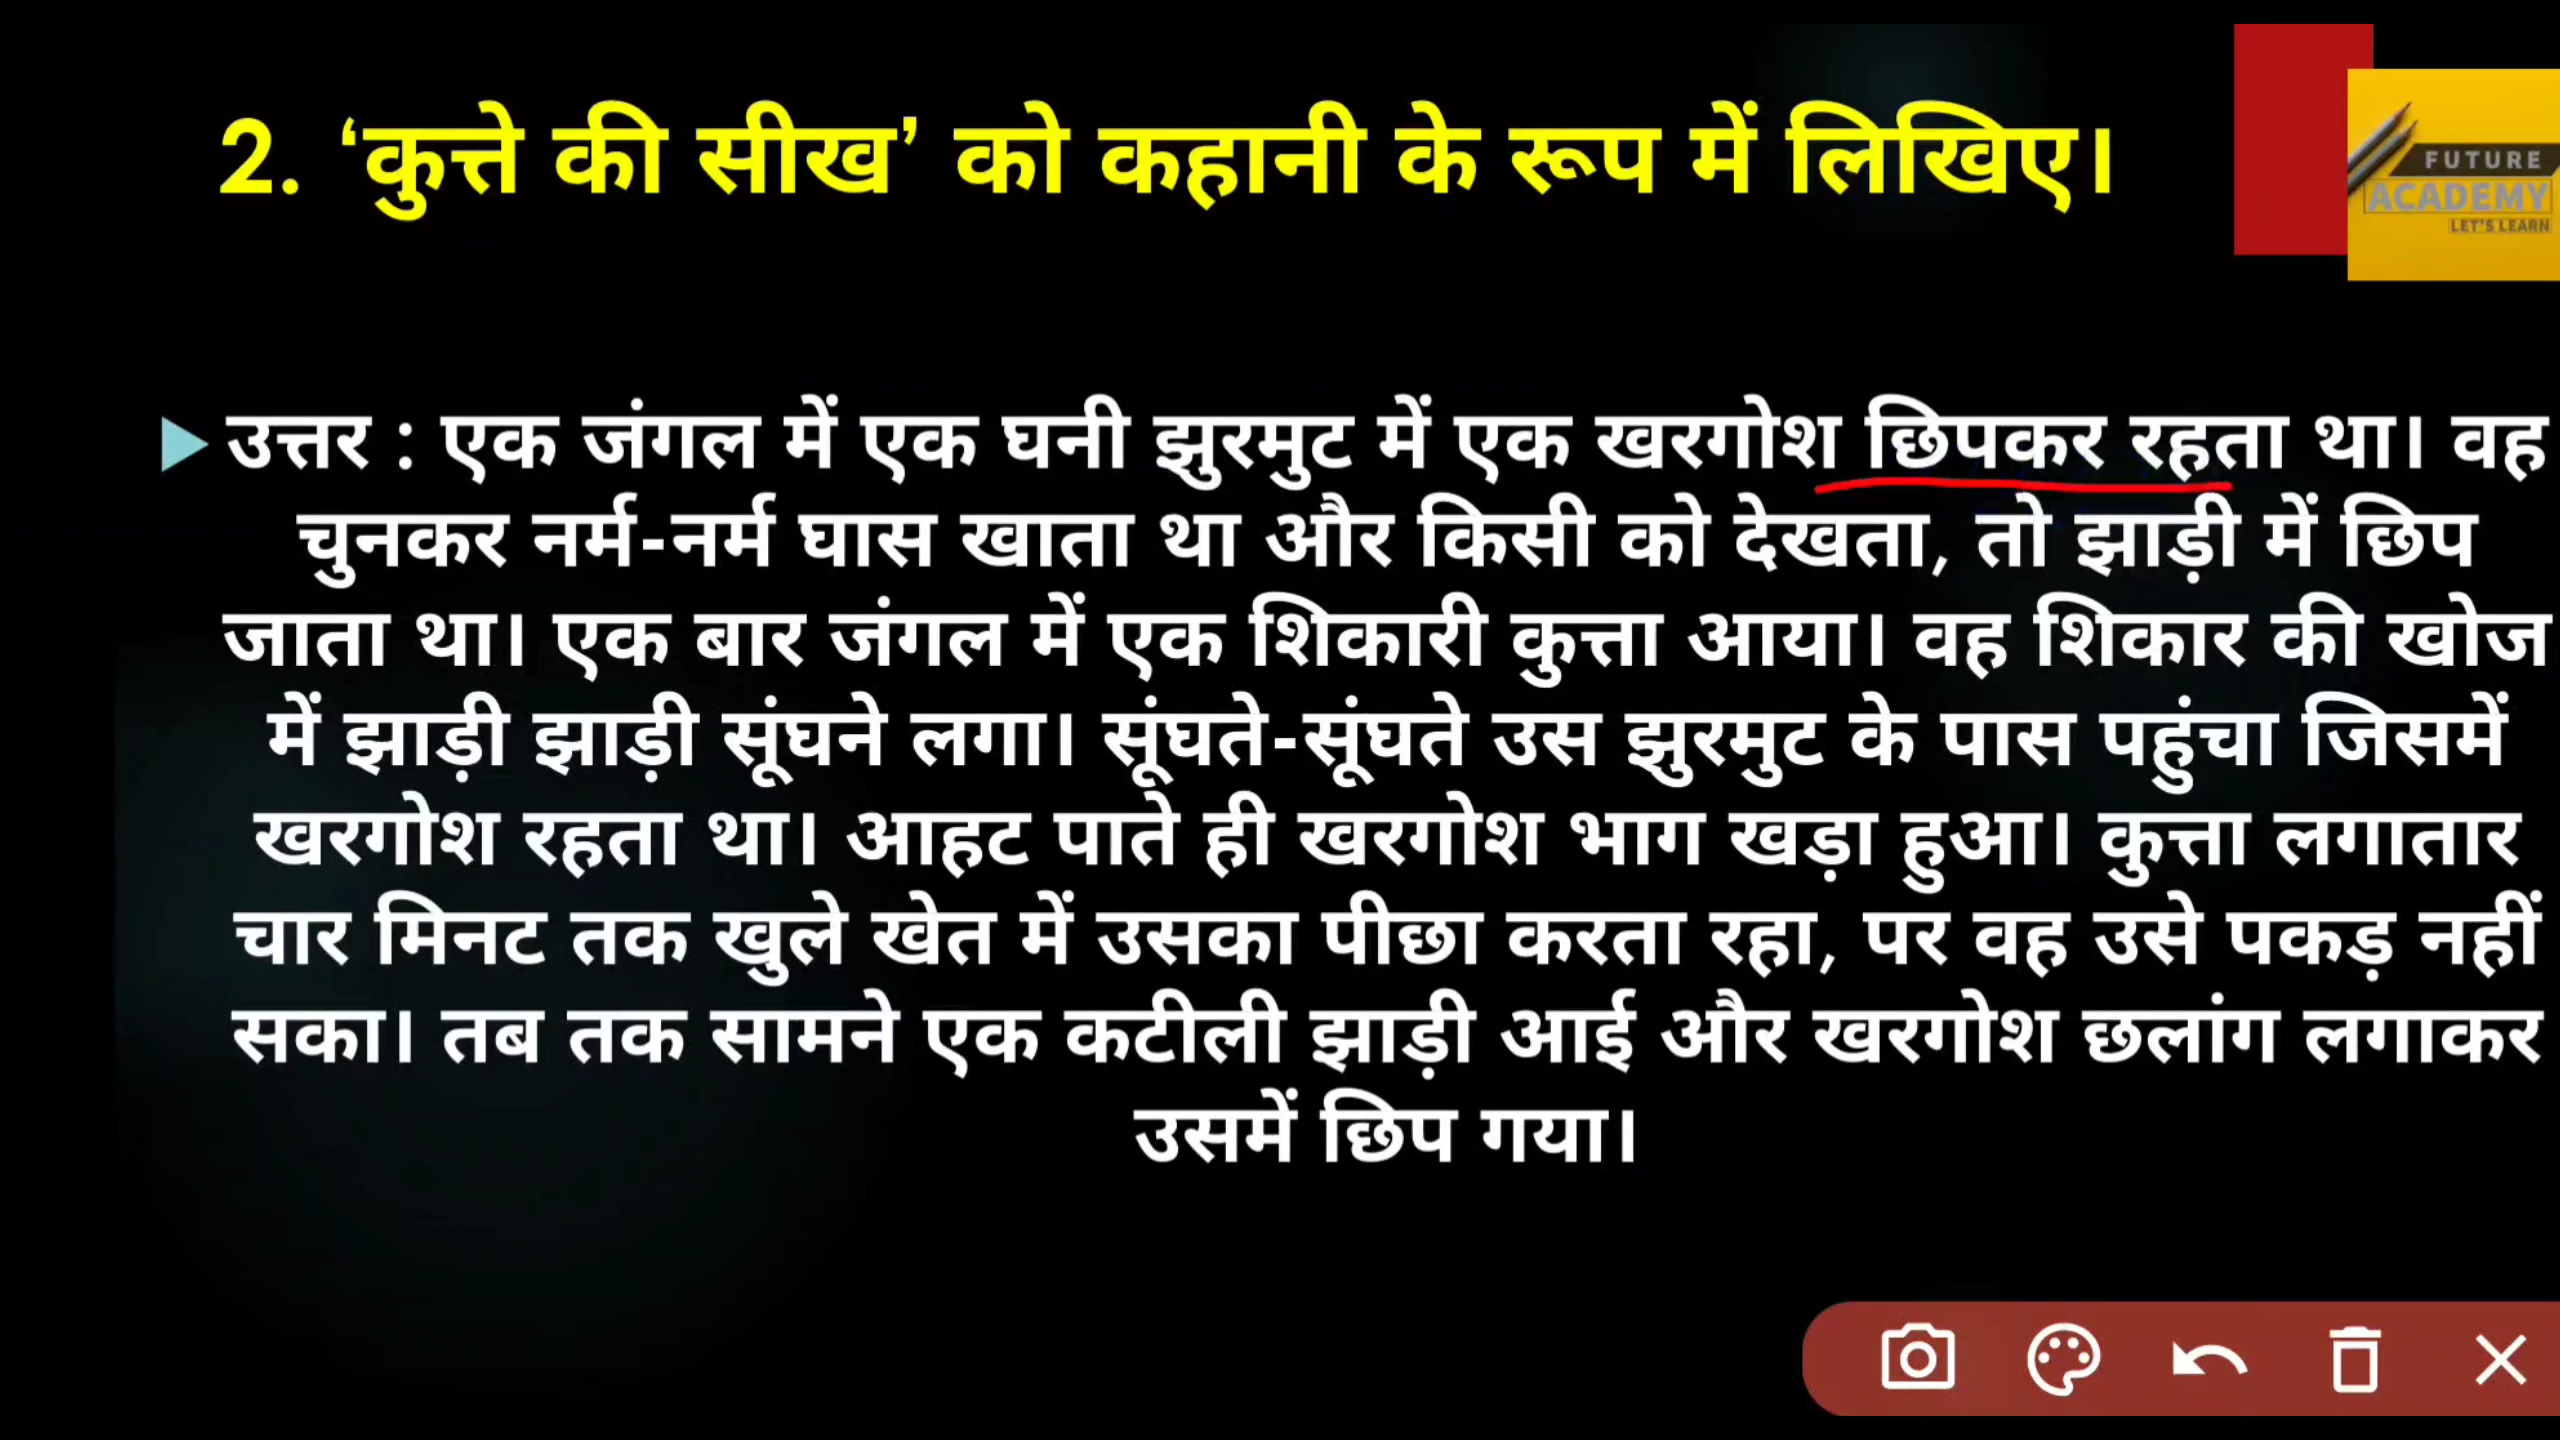 2. ‘कुत्ते की सीख’ को कहानी के रूप में लिखिए।
FUTURE
ACADEMY
LET'S LEARN
उत्तर : एक जंगल में एक घनी झुरमुट में एक खरगोश छिपकर रहता था। वह
चुनकर नर्म-नर्म घास खाता था और किसी को देखता, तो झाड़ी में छिप
जाता था। एक बार जंगल में एक शिकारी कुत्ता आया। वह शिकार की खोज
में झाड़ी झाड़ी सूंघने लगा। सूंघते-सूंघते उस झुरमुट के पास पहुंचा जिसमें
खरगोश रहता था। आहट पाते ही खरगोश भाग खड़ा हुआ। कुत्ता लगातार
चार मिनट तक खुले खेत में उसका पीछा करता रहा, पर वह उसे पकड़ नहीं
सका। तब तक सामने एक कटीली झाड़ी आई और खरगोश छलांग लगाकर
उसमें छिप गया।